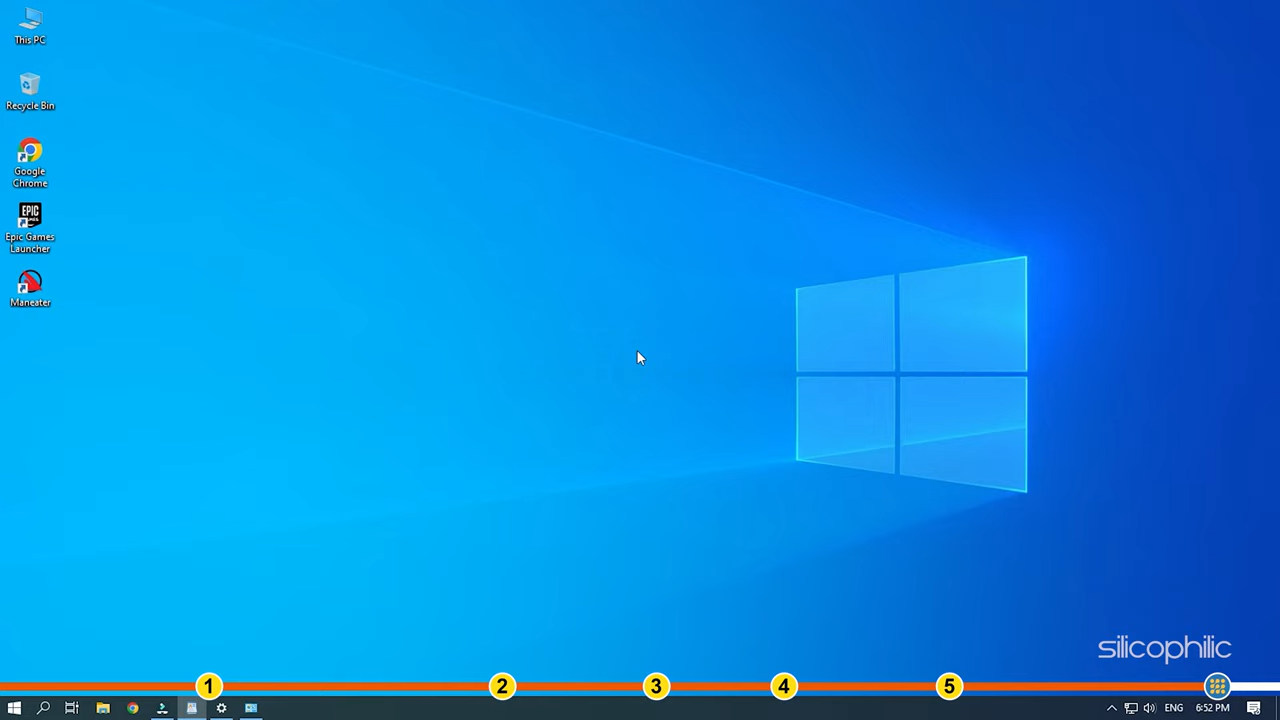 This PC
Recycle Bin
Google
Chrome
EPIC
GAMES
Epic Games
Launcher
Maneater
silicophilic
1
2
3
4
5
ENG
6:52 PM